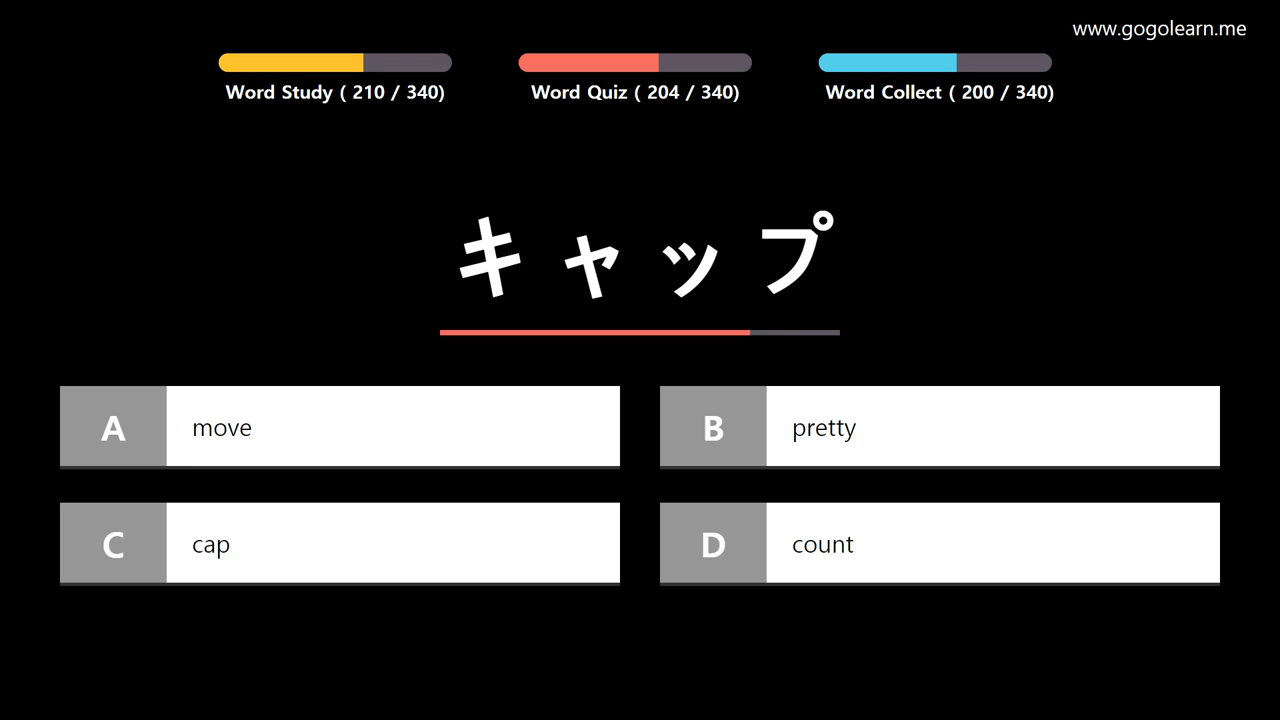 www.gogolearn.me
Word Study ( 210 / 340)
Word Quiz ( 204 / 340)
Word Collect ( 200 / 340)
キャップ
A move
B pretty
C cap
D count